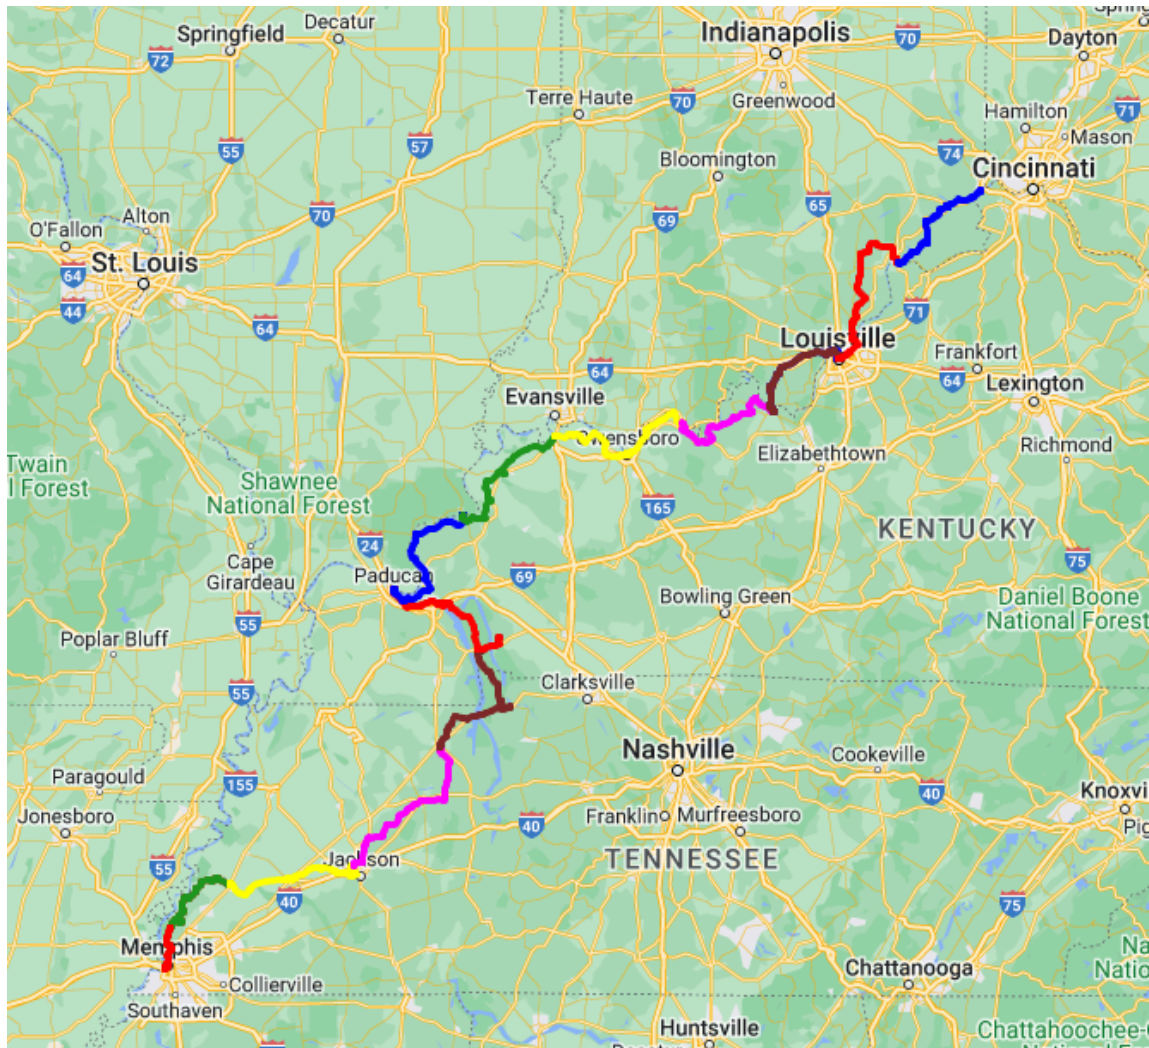 Decatur
Springfield
72
55
57
Indianapolis
70
Dayton
Terre Haute
70
Greenwood
Hamilton
71
Mason
Bloomington
74
Cincinnati
65
69
70
Alton
O'Fallon
64
St. Louis
44
64
71
Louisville
Frankfort
64
Lexington
64
Evansville
Owensboro
Elizabethtown
Richmond
Twain
l Forest
Shawnee
National Forest
165
KENTUCKY
24
Cape
Girardeau
Paducah
69
75
Bowling Green
Daniel Boone
National Forest
55
Poplar Bluff
55
Clarksville
Nashville
Cookeville
Paragould
155
40
Knoxvi
Jonesboro
Franklin
Murfreesboro
40
Pig
55
Jackson
TENNESSEE
40
75
Memphis
Na
Natio
Collierville
Chattanooga
Southaven
Huntsville
Chattahoochee-